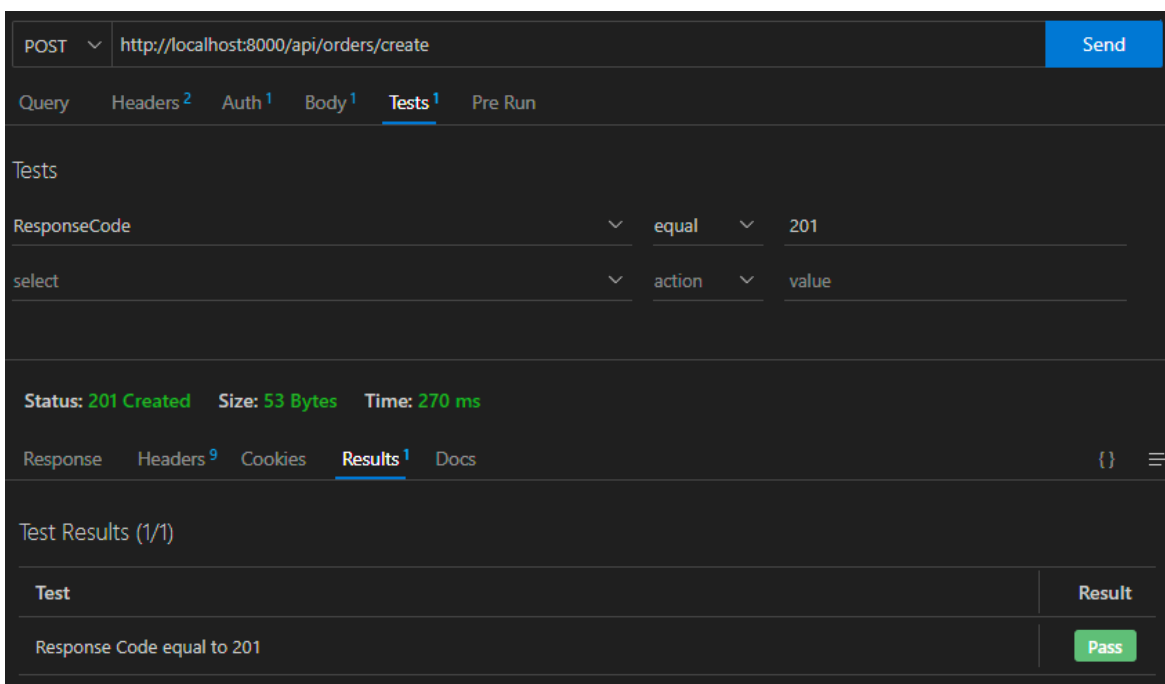 POST http://localhost:8000/api/orders/create Send
Query Headers 2 Auth 1 Body 1 Tests 1 Pre Run
Tests
ResponseCode equal 201
select action value
Status: 201 Created Size: 53 Bytes Time: 270 ms
Response Headers 9 Cookies Results 1 Docs { }
Test Results (1/1)
Test Result
Response Code equal to 201 Pass